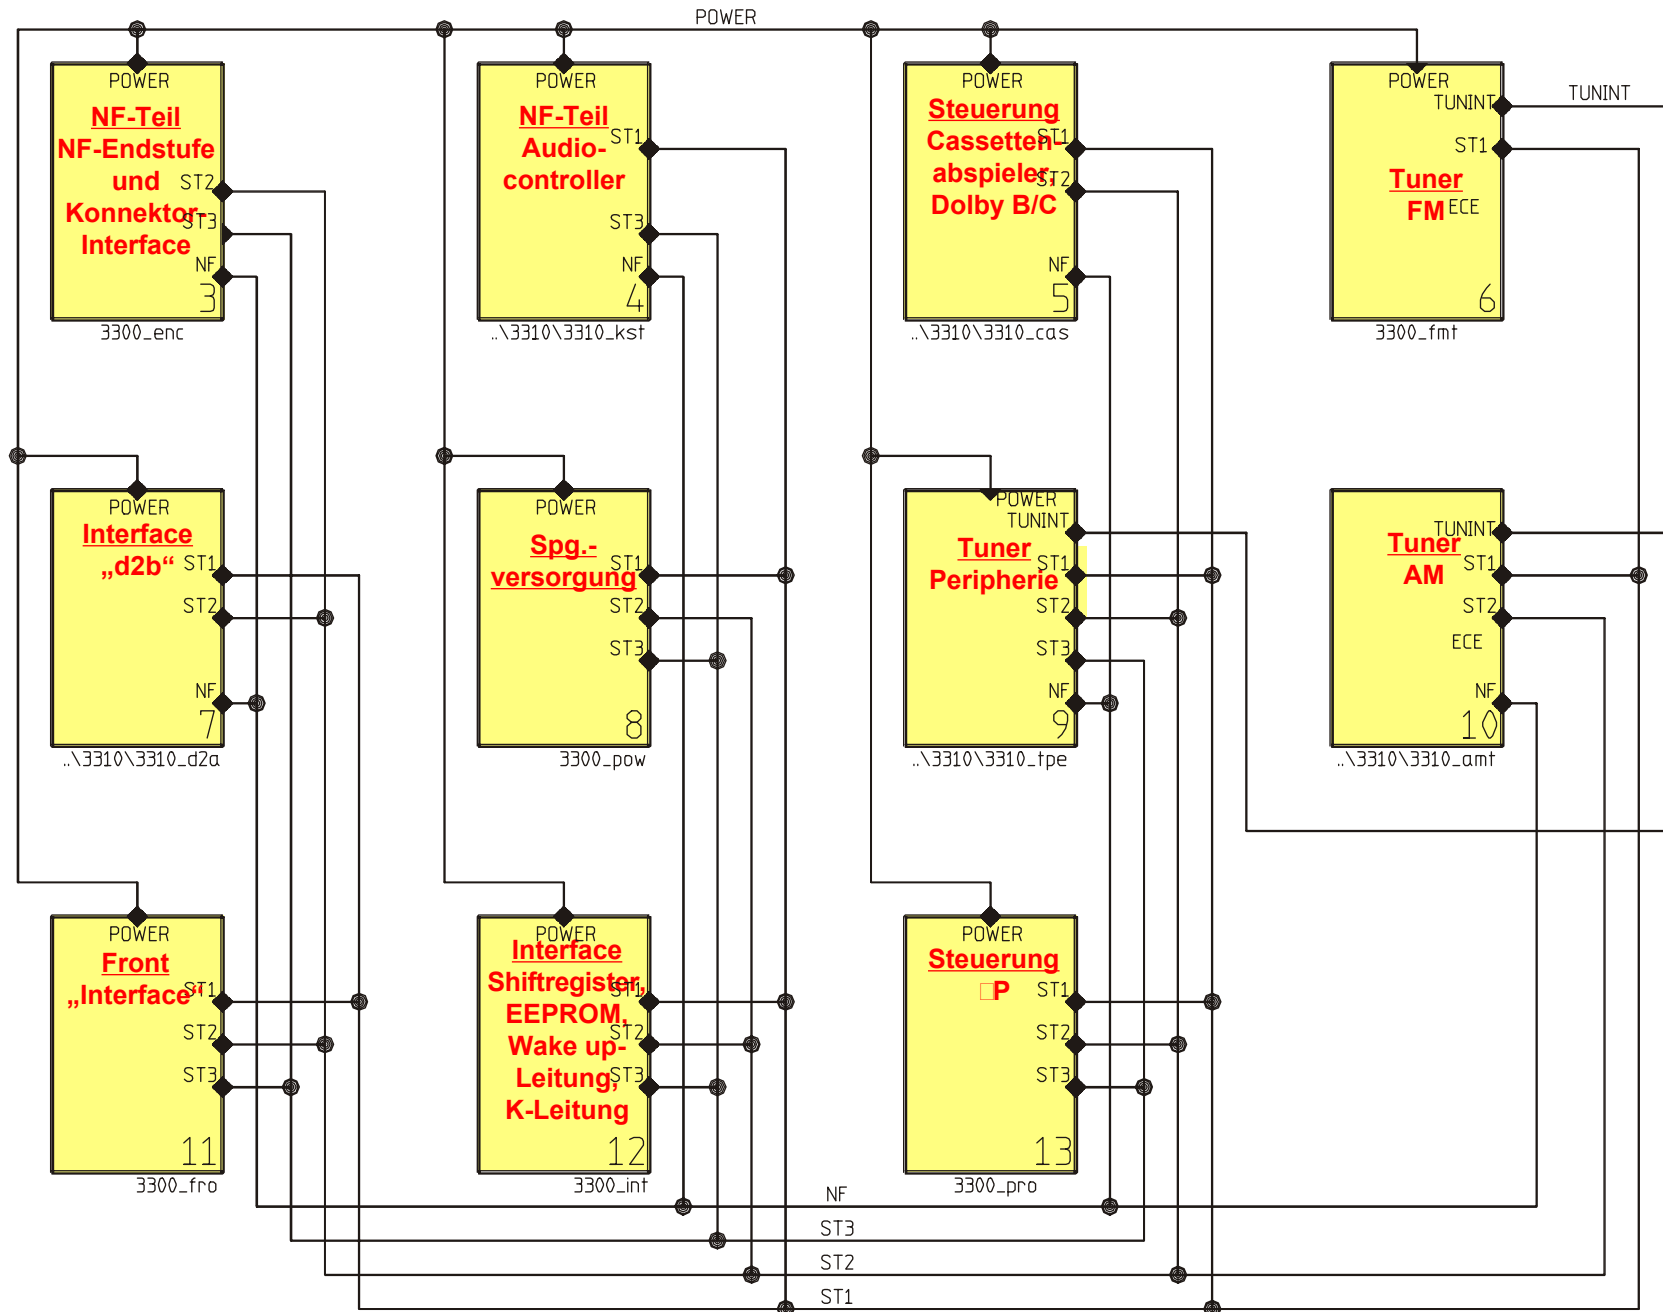 POWER
POWER
NF-Teil
NF-Endstufe
und
Konnektor-
Interface
ST2
ST3
NF
3
3300_enc
POWER
NF-Teil
Audio-
controller
ST1
ST3
NF
4
..\3310\3310_kst
POWER
Steuerung
Cassetten-
abspieler,
Dolby B/C
ST1
ST2
NF
5
..\3310\3310_cas
POWER
TUNINT
TUNINT
ST1
Tuner
FM
ECE
6
3300_fmt
POWER
Interface
„d2b“
ST1
ST2
NF
7
..\3310\3310_d2a
POWER
Spg.-
versorgung
ST1
ST2
ST3
8
3300_pow
POWER
TUNINT
Tuner
Peripherie
ST1
ST2
ST3
NF
9
..\3310\3310_tpe
TUNINT
Tuner
AM
ST1
ST2
ECE
NF
10
..\3310\3310_amt
POWER
Front
„Interface“
ST1
ST2
ST3
11
3300_fro
POWER
Interface
Shiftregister,
EEPROM,
Wake up-
Leitung,
K-Leitung
ST1
ST2
ST3
12
3300_int
POWER
Steuerung
□P
ST1
ST2
ST3
13
3300_pro
NF
ST3
ST2
ST1